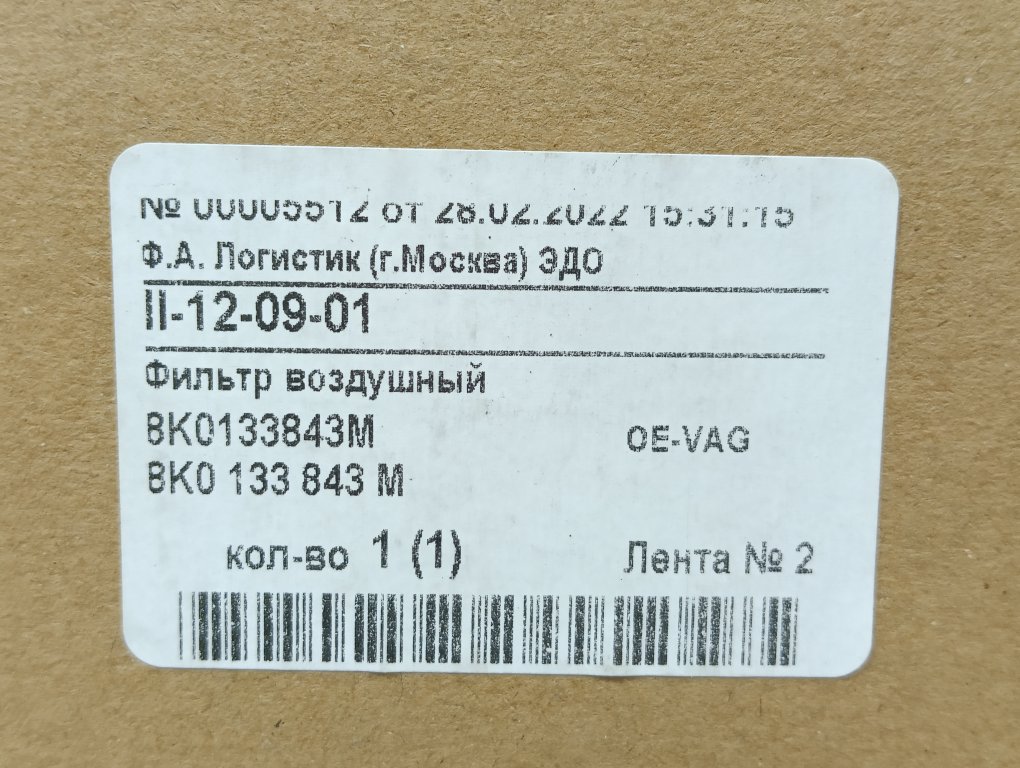 № 00005512 от 28.02.2022 15:31:15
Ф.А. Логистик (г.Москва) ЭДО
II-12-09-01
Фильтр воздушный
8K0133843M OE-VAG
8K0 133 843 M
кол-во 1 (1) Лента № 2